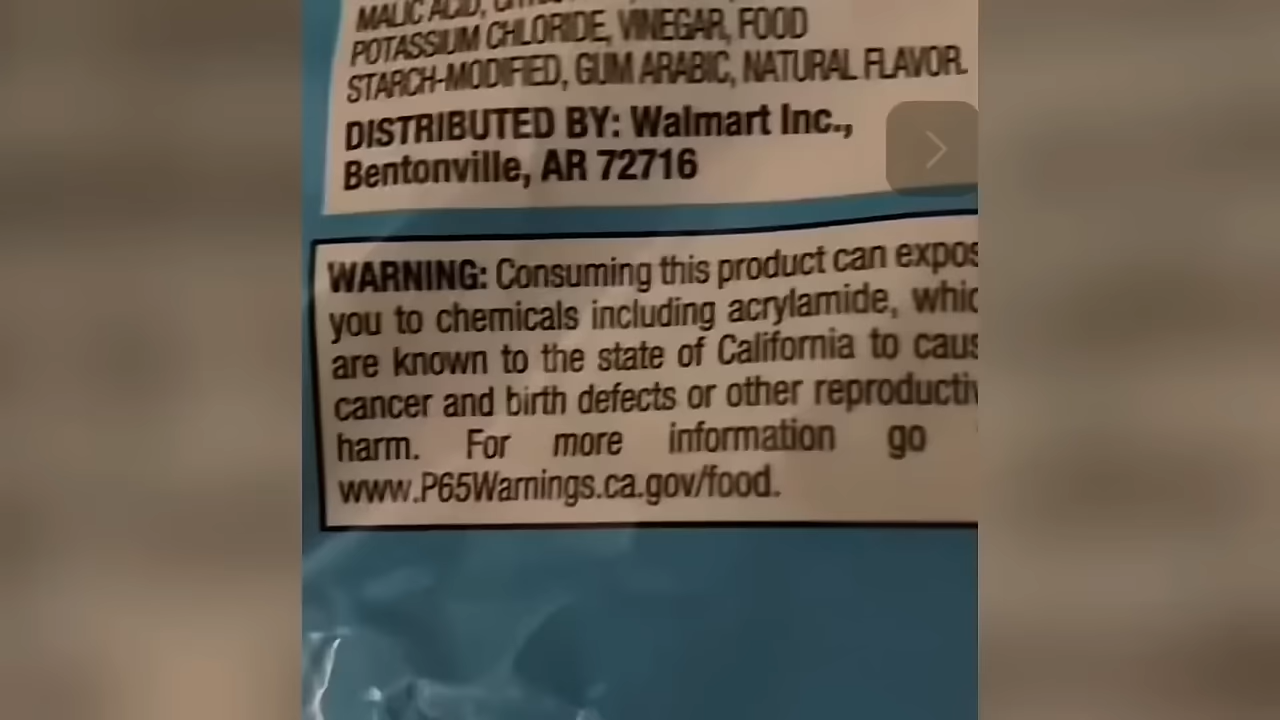 MALIC ACID,
POTASSIUM CHLORIDE, VINEGAR, FOOD
STARCH-MODIFIED, GUM ARABIC, NATURAL FLAVOR.
DISTRIBUTED BY: Walmart Inc.,
Bentonville, AR 72716
WARNING: Consuming this product can expos
you to chemicals including acrylamide, whic
are known to the state of California to caus
cancer and birth defects or other reproductiv
harm. For more information go
www.P65Warnings.ca.gov/food.